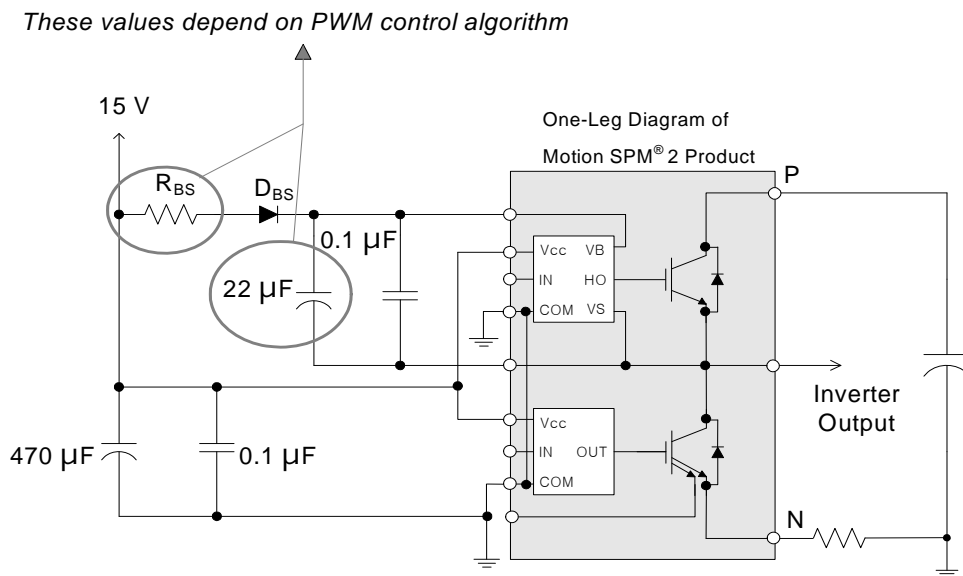 These values depend on PWM control algorithm
15 V
One-Leg Diagram of
Motion SPM® 2 Product
P
RBS
DBS
0.1 µF
Vcc VB
22 µF
IN HO
COM VS
Inverter
Output
Vcc
470 µF
0.1 µF
IN OUT
COM
N